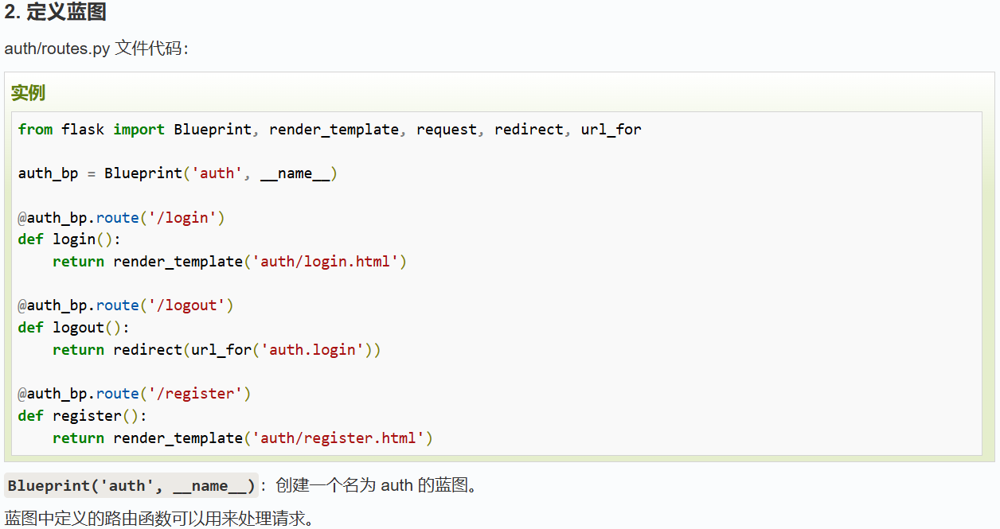 2. 定义蓝图
auth/routes.py 文件代码：
实例
from flask import Blueprint, render_template, request, redirect, url_for
auth_bp = Blueprint('auth', __name__)
@auth_bp.route('/login')
def login():
    return render_template('auth/login.html')
@auth_bp.route('/logout')
def logout():
    return redirect(url_for('auth.login'))
@auth_bp.route('/register')
def register():
    return render_template('auth/register.html')
Blueprint('auth', __name__)：创建一个名为 auth 的蓝图。
蓝图中定义的路由函数可以用来处理请求。